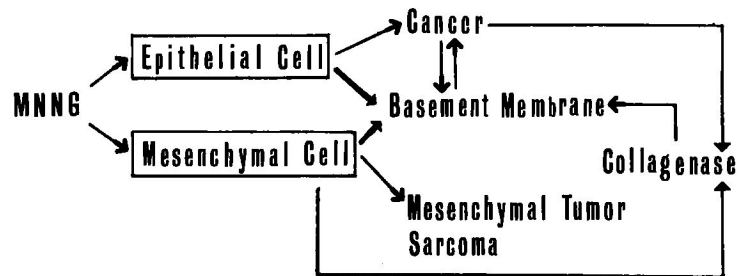 Cancer
Epithelial Cell
MNNG
Basement Membrane
Mesenchymal Cell
Collagenase
Mesenchymal Tumor
Sarcoma